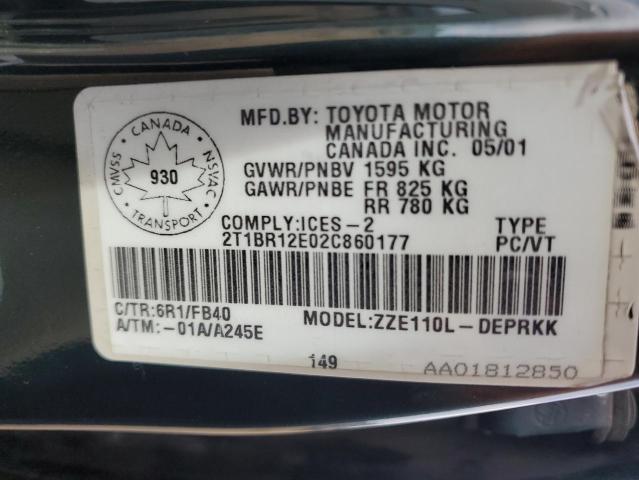 CANADA
CMVSS
NSVAC
930
TRANSPORT
MFD.BY: TOYOTA MOTOR
MANUFACTURING
CANADA INC. 05/01
GVWR/PNBV 1595 KG
GAWR/PNBE FR 825 KG
RR 780 KG
COMPLY:ICES-2 TYPE
2T1BR12E02C860177 PC/VT
C/TR:6R1/FB40
A/TM:-01A/A245E MODEL:ZZE110L-DEPRKK
149
AA01812850